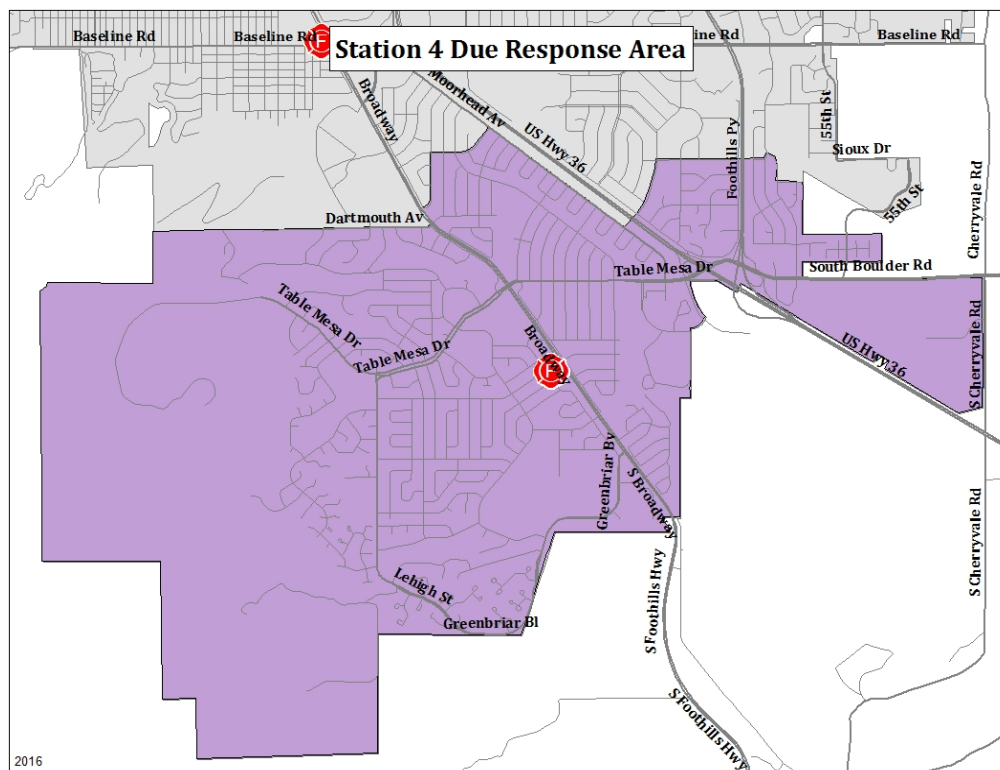 Baseline Rd
Baseline Rd
F
Station 4 Due Response Area
ine Rd
Baseline Rd
Broadway
Moorhead Av
US Hwy 36
Foothills Py
55th St
Sioux Dr
55th St
Cherryvale Rd
Dartmouth Av
Table Mesa Dr
South Boulder Rd
Table Mesa Dr
Table Mesa Dr
Broadway
F
US Hwy 36
S Cherryvale Rd
Greenbriar Bv
S Broadway
S Cherryvale Rd
Lehigh St
Greenbriar Bl
S Foothills Hwy
S Foothills Hwy
2016